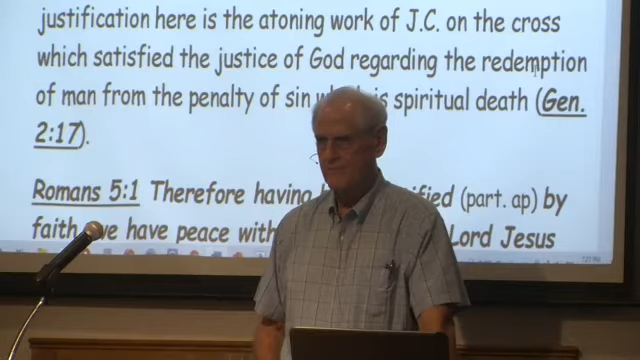 justification here is the atoning work of J.C. on the cross
which satisfied the justice of God regarding the redemption
of man from the penalty of sin is spiritual death (Gen.
2:17).
Romans 5:1 Therefore having (part. ap) by
faith, we have peace with Lord Jesus